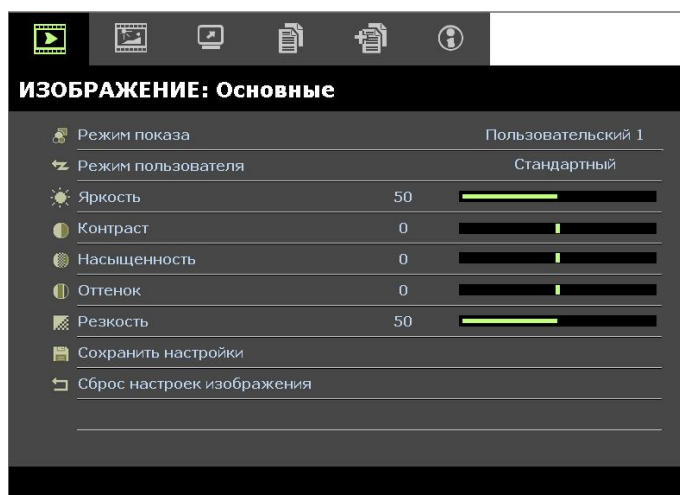 ИЗОБРАЖЕНИЕ: Основные
Режим показа Пользовательский 1
Режим пользователя Стандартный
Яркость 50
Контраст 0
Насыщенность 0
Оттенок 0
Резкость 50
Сохранить настройки
Сброс настроек изображения